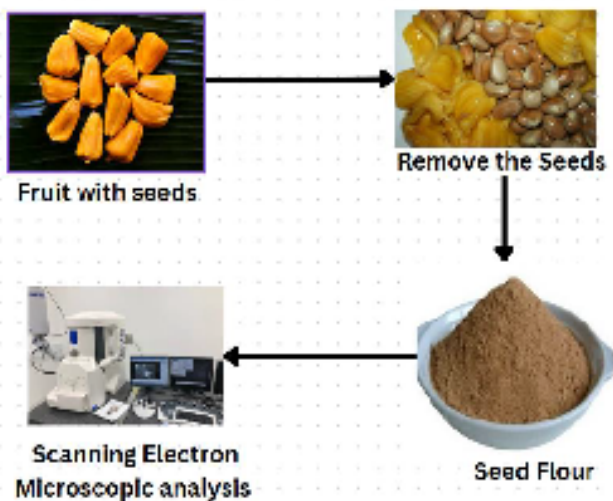 Fruit with seeds
Remove the Seeds
Seed Flour
Scanning Electron
Microscopic analysis